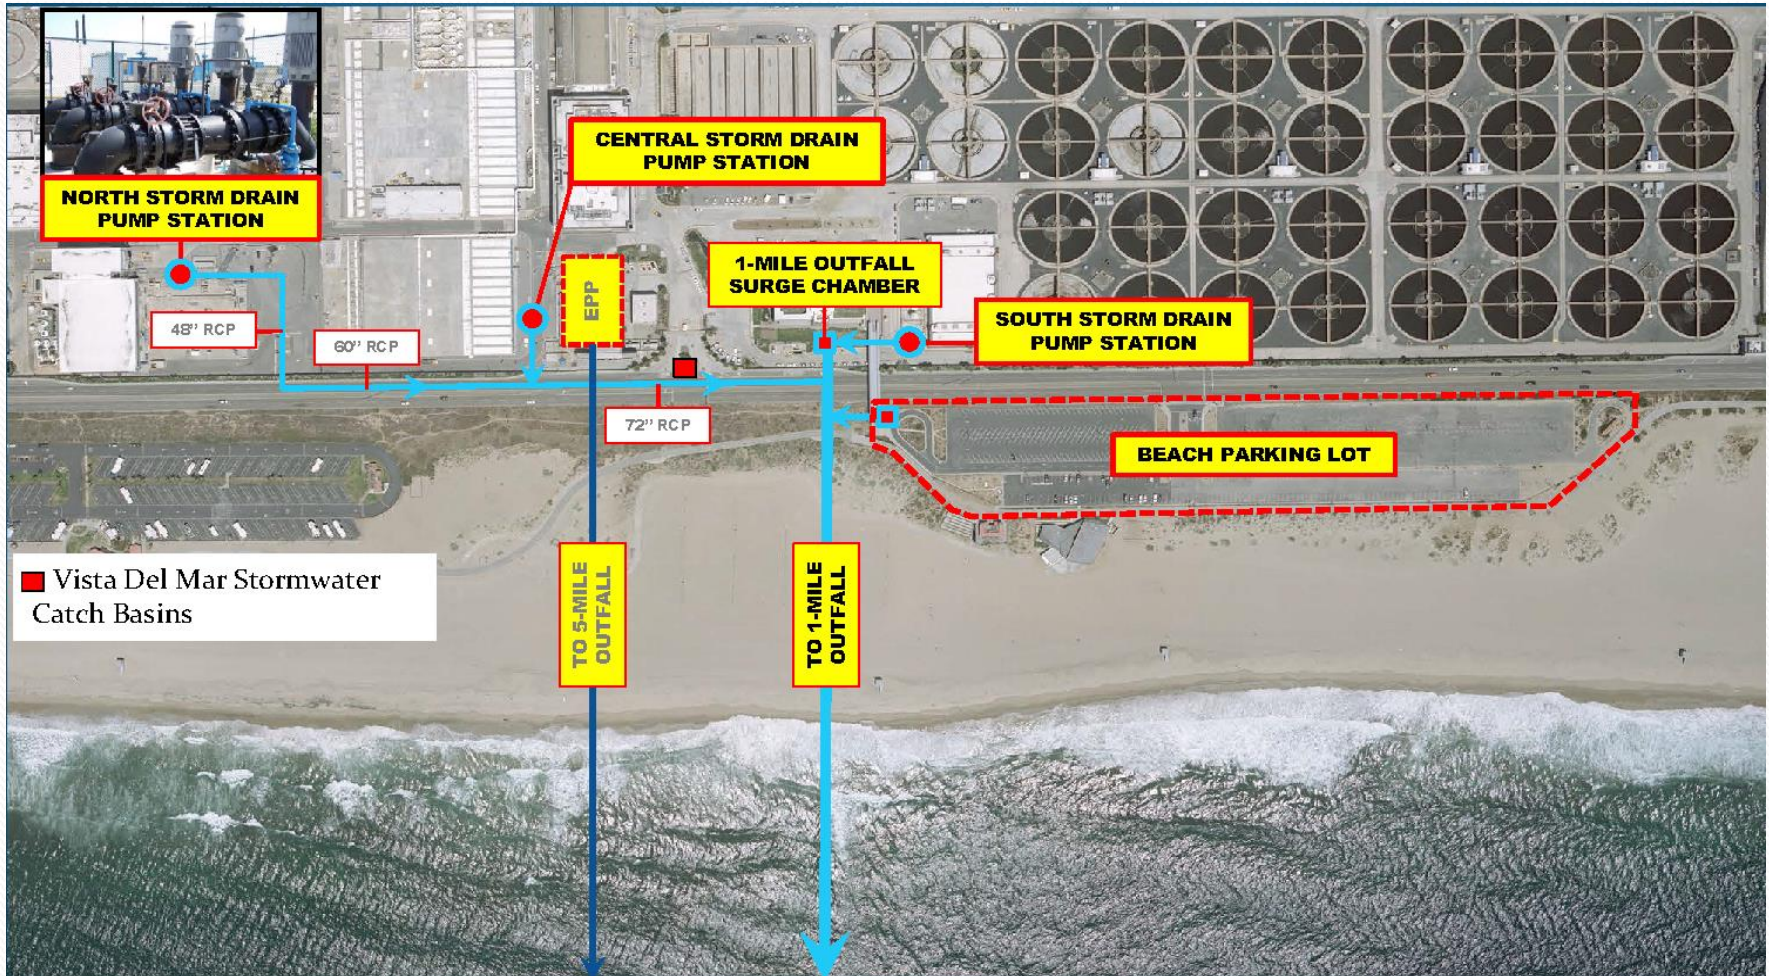 NORTH STORM DRAIN
PUMP STATION
CENTRAL STORM DRAIN
PUMP STATION
1-MILE OUTFALL
SURGE CHAMBER
SOUTH STORM DRAIN
PUMP STATION
EPP
48” RCP
60” RCP
72” RCP
BEACH PARKING LOT
Vista Del Mar Stormwater
Catch Basins
TO 5-MILE
OUTFALL
TO 1-MILE
OUTFALL